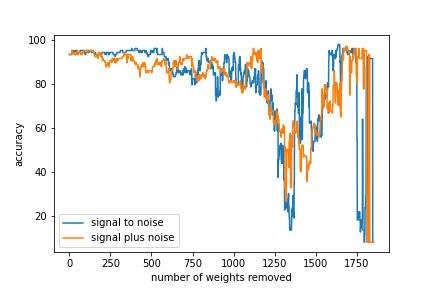 100
80
60
40
20
accuracy
signal to noise
signal plus noise
0 250 500 750 1000 1250 1500 1750
number of weights removed